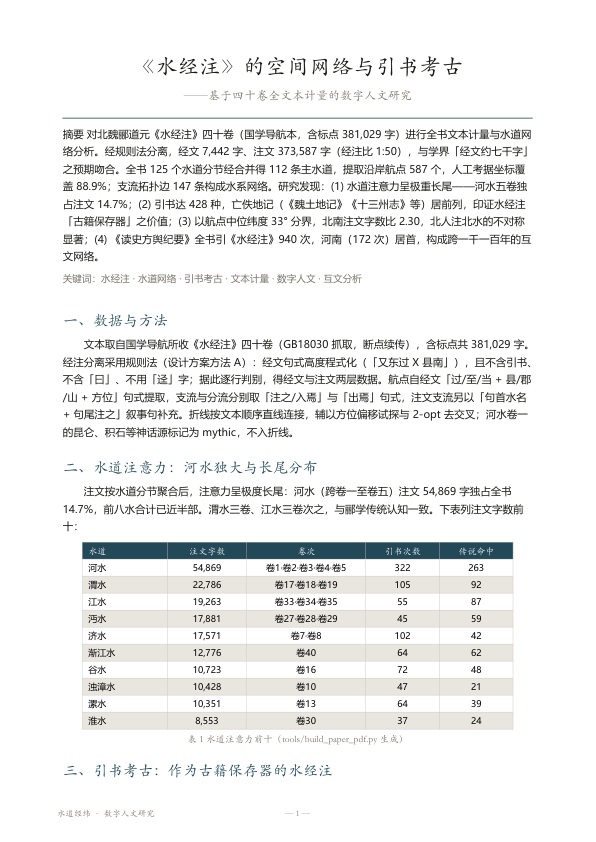 《水经注》的空间网络与引书考古
——基于四十卷全文本计量的数字人文研究
摘要 对北魏郦道元《水经注》四十卷（国学导航本，含标点 381,029 字）进行全书文本计量与水道网
络分析。经规则法分离，经文 7,442 字、注文 373,587 字（经注比 1:50），与学界「经文约七千字」
之预期吻合。全书 125 个水道分节经合并得 112 条主水道，提取沿岸航点 587 个，人工考据坐标覆
盖 88.9%；支流拓扑边 147 条构成水系网络。研究发现：(1) 水道注意力呈极重长尾——河水五卷独
占注文 14.7%；(2) 引书达 428 种，亡佚地记（《魏土地记》《十三州志》等）居前列，印证水经注
「古籍保存器」之价值；(3) 以航点中位纬度 33° 分界，北南注文字数比 2.30，北人注北水的不对称
显著；(4) 《读史方舆纪要》全书引《水经注》940 次，河南（172 次）居首，构成跨一千一百年的互
文网络。
关键词：水经注 · 水道网络 · 引书考古 · 文本计量 · 数字人文 · 互文分析
一、数据与方法
文本取自国学导航所收《水经注》四十卷（GB18030 抓取，断点续传），含标点共 381,029 字。
经注分离采用规则法（设计方案方法 A）：经文句式高度程式化（「又东过 X 县南」），且不含引书、
不含「曰」、不用「迳」字；据此逐行判别，得经文与注文两层数据。航点自经文「过/至/当 + 县/郡
/山 + 方位」句式提取，支流与分流分别取「注之/入焉」与「出焉」句式，注文支流另以「句首水名
+ 句尾注之」叙事句补充。折线按文本顺序直线连接，辅以方位偏移试探与 2-opt 去交叉；河水卷一
的昆仑、积石等神话源标记为 mythic，不入折线。
二、水道注意力：河水独大与长尾分布
注文按水道分节聚合后，注意力呈极度长尾：河水（跨卷一至卷五）注文 54,869 字独占全书
14.7%，前八水合计已近半部。渭水三卷、江水三卷次之，与郦学传统认知一致。下表列注文字数前
十：
水道 注文字数 卷次 引书次数 传说命中
河水 54,869 卷1·卷2·卷3·卷4·卷5 322 263
渭水 22,786 卷17·卷18·卷19 105 92
江水 19,263 卷33·卷34·卷35 55 87
沔水 17,881 卷27·卷28·卷29 45 59
济水 17,571 卷7·卷8 102 42
渐江水 12,776 卷40 64 62
谷水 10,723 卷16 72 48
浊漳水 10,428 卷10 47 21
㶟水 10,351 卷13 64 39
淮水 8,553 卷30 37 24
表 1 水道注意力前十（tools/build_paper_pdf.py 生成）
三、引书考古：作为古籍保存器的水经注
水道经纬 · 数字人文研究 — 1 —